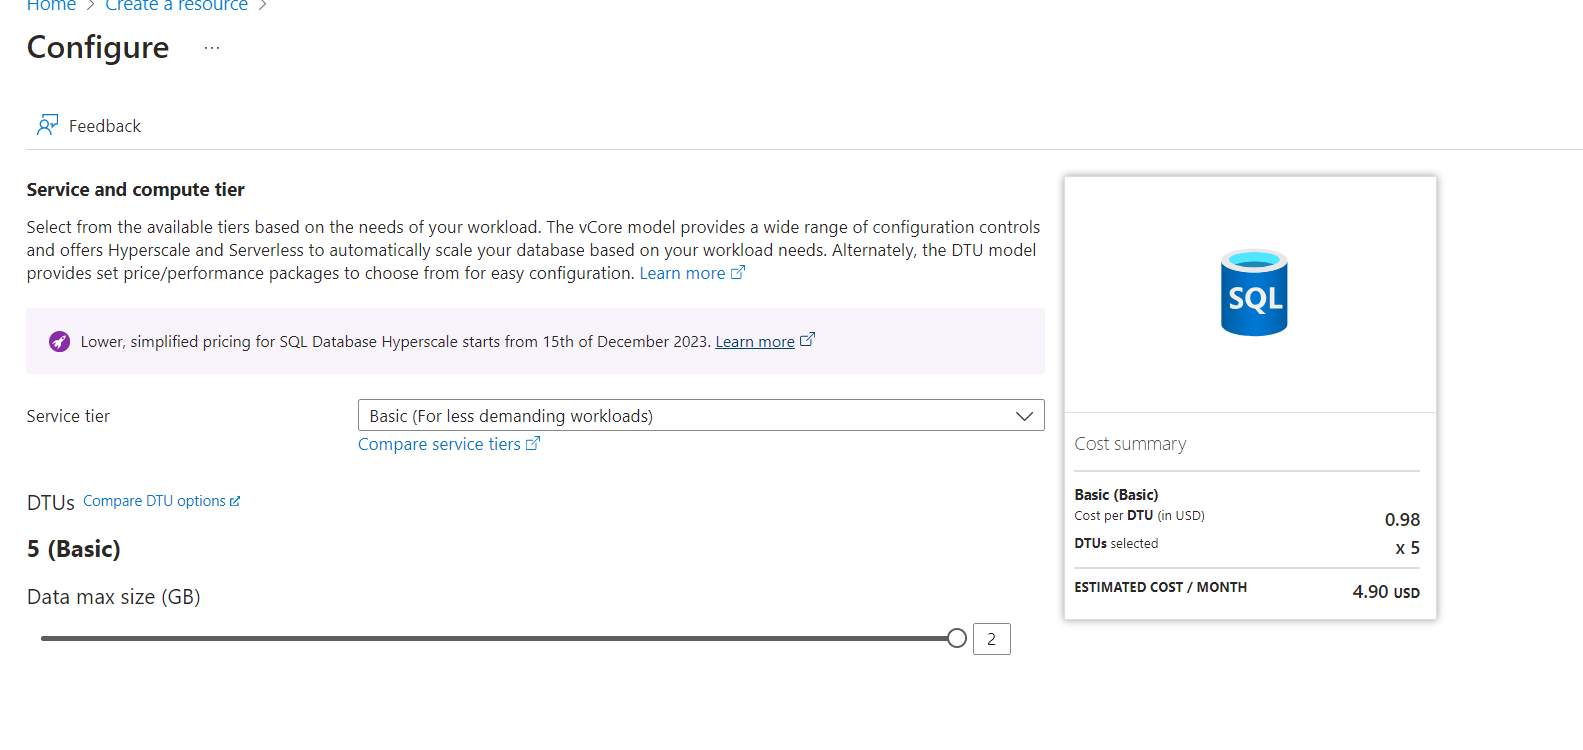 Home > Create a resource >
Configure ...
Feedback
Service and compute tier
Select from the available tiers based on the needs of your workload. The vCore model provides a wide range of configuration controls
and offers Hyperscale and Serverless to automatically scale your database based on your workload needs. Alternately, the DTU model
provides set price/performance packages to choose from for easy configuration. Learn more
Lower, simplified pricing for SQL Database Hyperscale starts from 15th of December 2023. Learn more
Service tier
Basic (For less demanding workloads)
Compare service tiers
DTUs Compare DTU options
5 (Basic)
Data max size (GB)
2
SQL
Cost summary
Basic (Basic)
Cost per DTU (in USD) 0.98
DTUs selected x 5
ESTIMATED COST / MONTH 4.90 USD